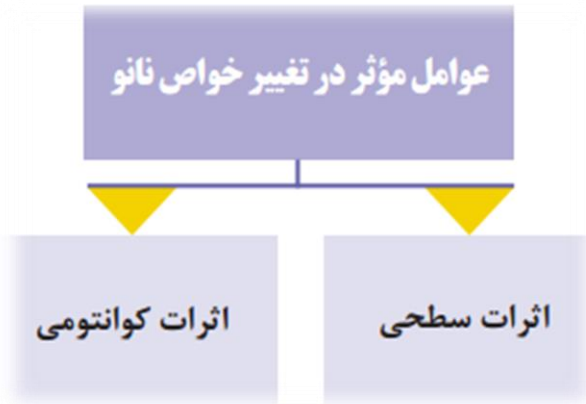 عوامل مؤثر در تغییر خواص نانو
اثرات سطحی
اثرات کوانتومی